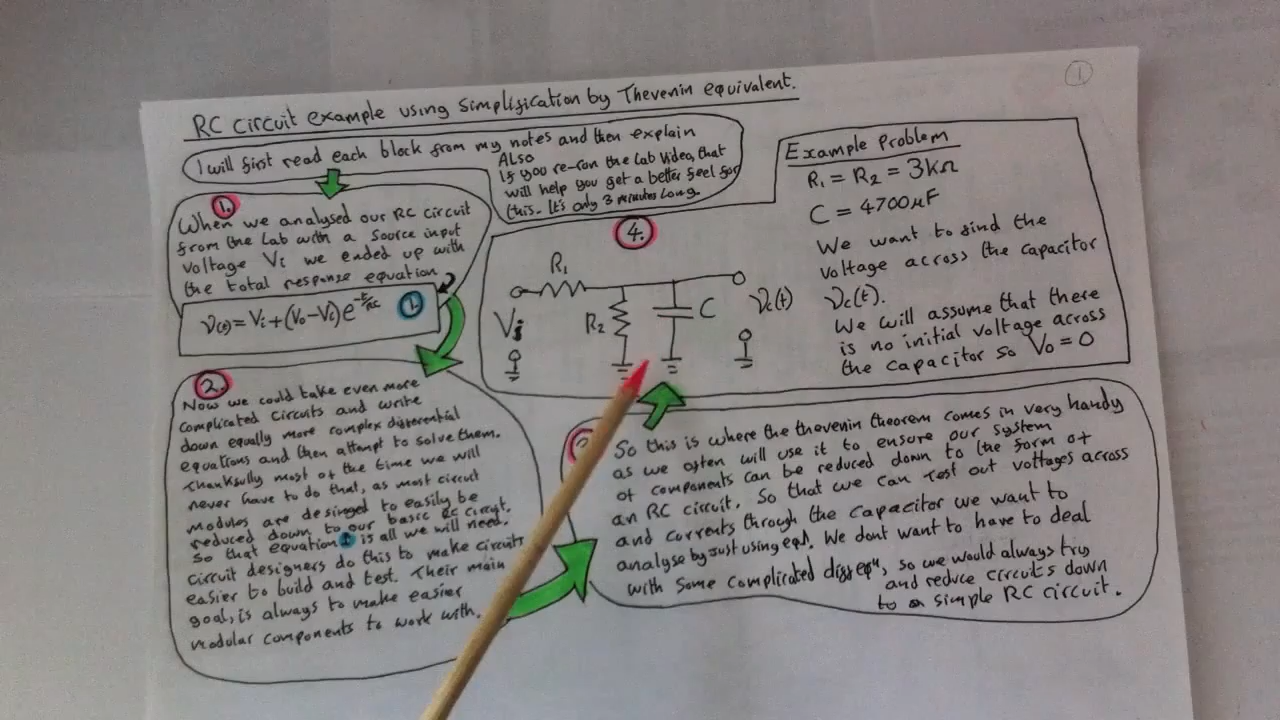 1
RC circuit example using simplification by Thevenin equivalent.
I will first read each block from my notes and then explain
Also
If you re-run the Lab Video, that
will help you get a better feel for
this. It's only 3 minutes long.
1.
When we analysed our RC circuit
from the Lab with a source input
voltage Vi we ended up with
the total response equation
v(t) = Vi + (V0 - Vi) e^-t/RC 1.
2.
Now we could take even more
complicated circuits and write
down equally more complex differential
equations and then attempt to solve them.
Thankfully most of the time we will
never have to do that, as most circuit
modules are desinged to easily be
reduced down to our basic RC circuit.
So that equation 1 is all we will need.
Circuit designers do this to make circuits
easier to build and test. Their main
goal, is always to make easier
modular components to work with.
So this is where the thevenin theorem comes in very handy
as we often will use it to ensure our system
of components can be reduced down to the form of
an RC circuit. So that we can test out voltages across
and currents through the capacitor we want to
analyse by just using eq1. We dont want to have to deal
with some complicated diff eqn, so we would always try
and reduce circuits down
to a simple RC circuit.
4.
R1
R2
C
Vi
Vc(t)
Example Problem
R1 = R2 = 3KΩ
C = 4700μF
We want to find the
voltage across the capacitor
Vc(t).
We will assume that there
is no initial voltage across
the capacitor so V0 = 0